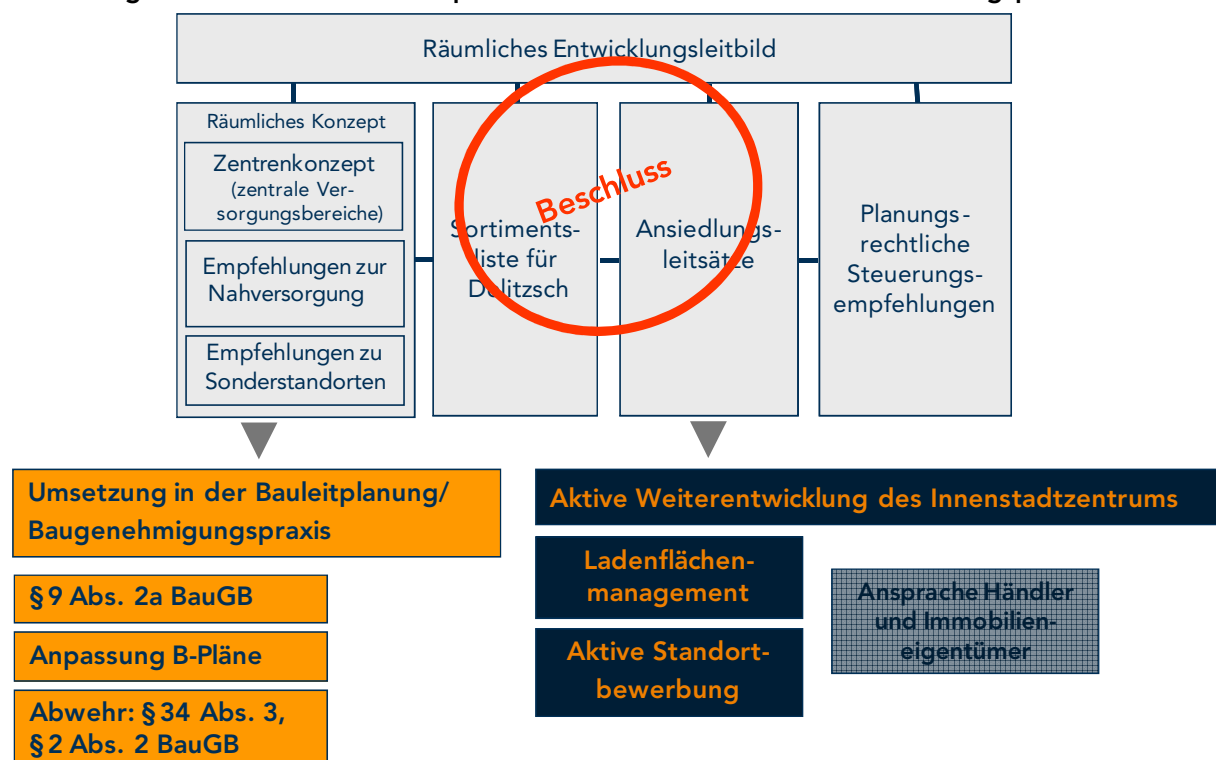 Räumliches Entwicklungsleitbild
Räumliches Konzept
Zentrenkonzept
(zentrale Ver-
sorgungsbereiche)
Empfehlungen zur
Nahversorgung
Empfehlungen zu
Sonderstandorten
Beschluss
Sortiments-
liste für
Delitzsch
Ansiedlungs-
leitsätze
Planungs-
rechtliche
Steuerungs-
empfehlungen
Umsetzung in der Bauleitplanung/
Baugenehmigungspraxis
§ 9 Abs. 2a BauGB
Anpassung B-Pläne
Abwehr: § 34 Abs. 3,
§ 2 Abs. 2 BauGB
Aktive Weiterentwicklung des Innenstadtzentrums
Ladenflächen-
management
Aktive Standort-
bewerbung
Ansprache Händler
und Immobilien-
eigentümer